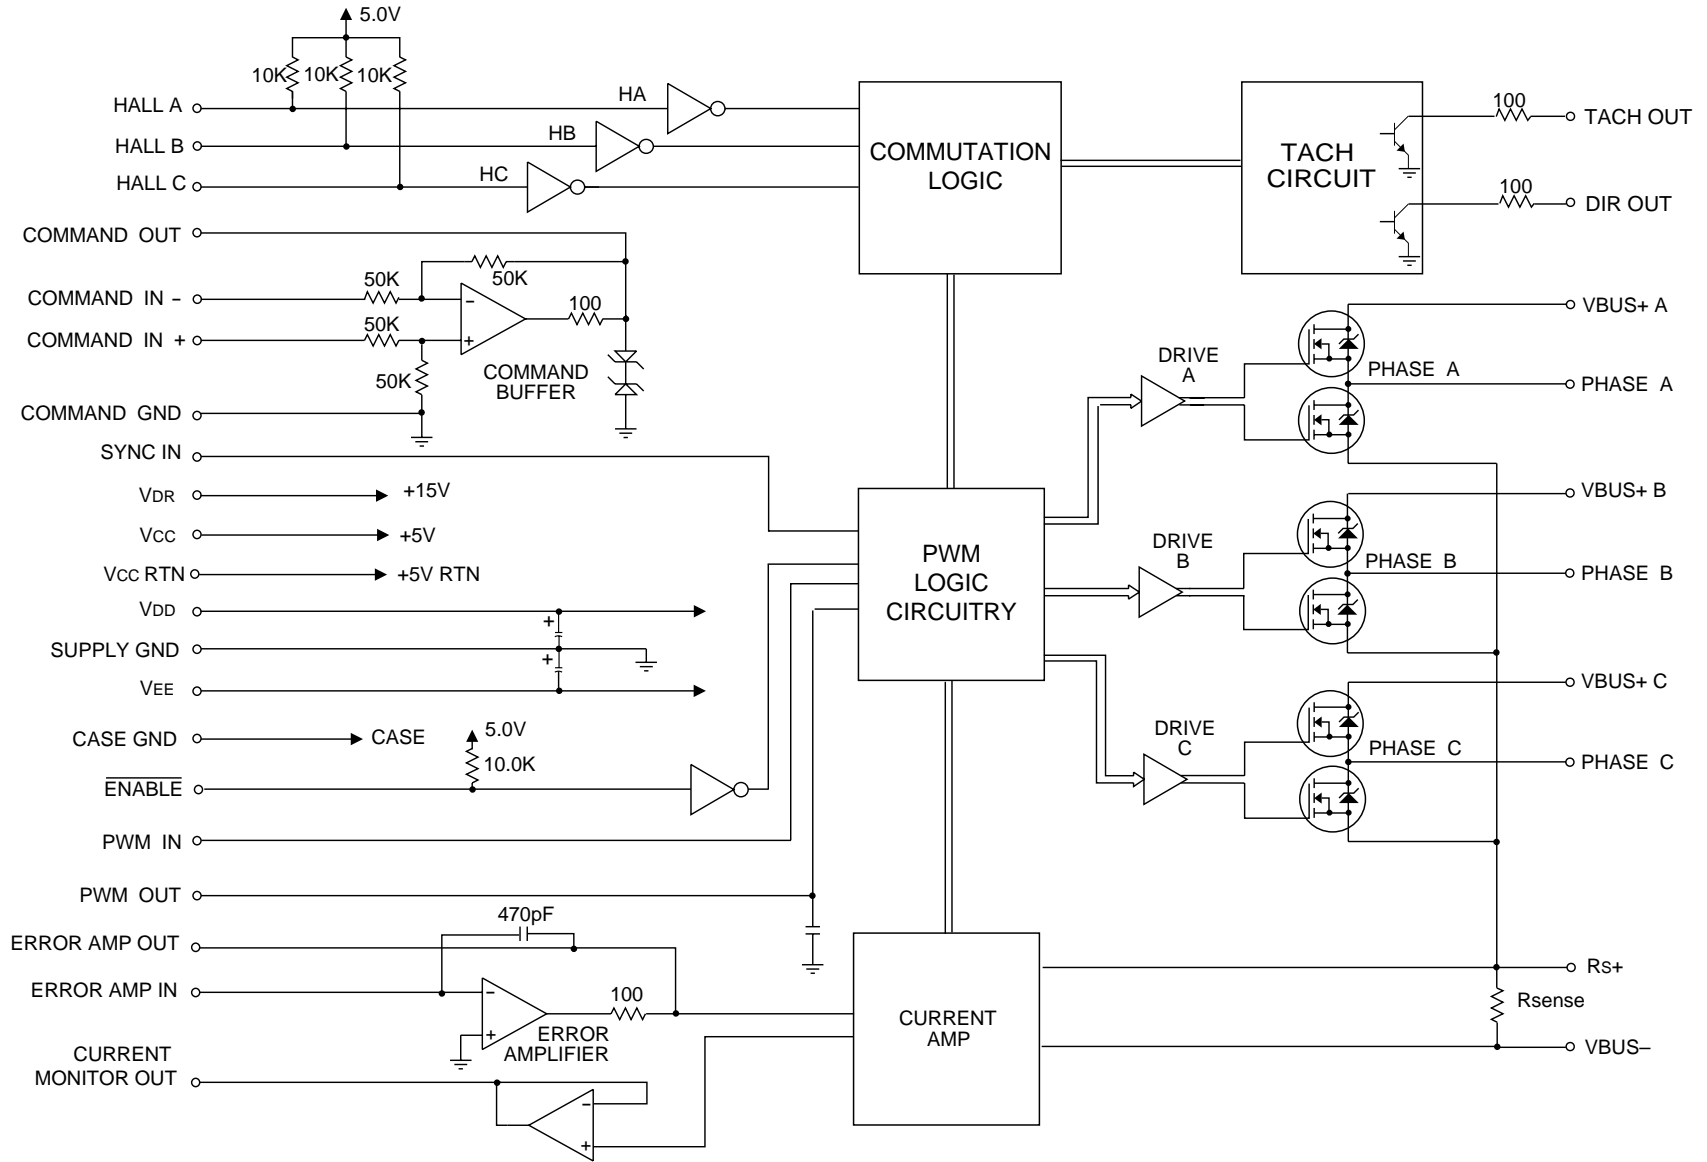 5.0V
10K 10K 10K
HALL A
HA
HALL B
HB
HALL C
HC
COMMUTATION
LOGIC
TACH
CIRCUIT
100
TACH OUT
100
DIR OUT
COMMAND OUT
50K
50K
COMMAND IN –
–
100
50K
COMMAND IN +
+
50K
COMMAND
BUFFER
COMMAND GND
SYNC IN
VDR
+15V
VCC
+5V
VCC RTN
+5V RTN
VDD
+
SUPPLY GND
+
VEE
CASE GND
CASE
5.0V
10.0K
ENABLE
PWM IN
PWM OUT
PWM
LOGIC
CIRCUITRY
DRIVE
A
VBUS+ A
PHASE A
PHASE A
DRIVE
B
VBUS+ B
PHASE B
PHASE B
DRIVE
C
VBUS+ C
PHASE C
PHASE C
470pF
ERROR AMP OUT
ERROR AMP IN
–
+
100
ERROR
AMPLIFIER
CURRENT
MONITOR OUT
–
+
CURRENT
AMP
RS+
Rsense
VBUS–